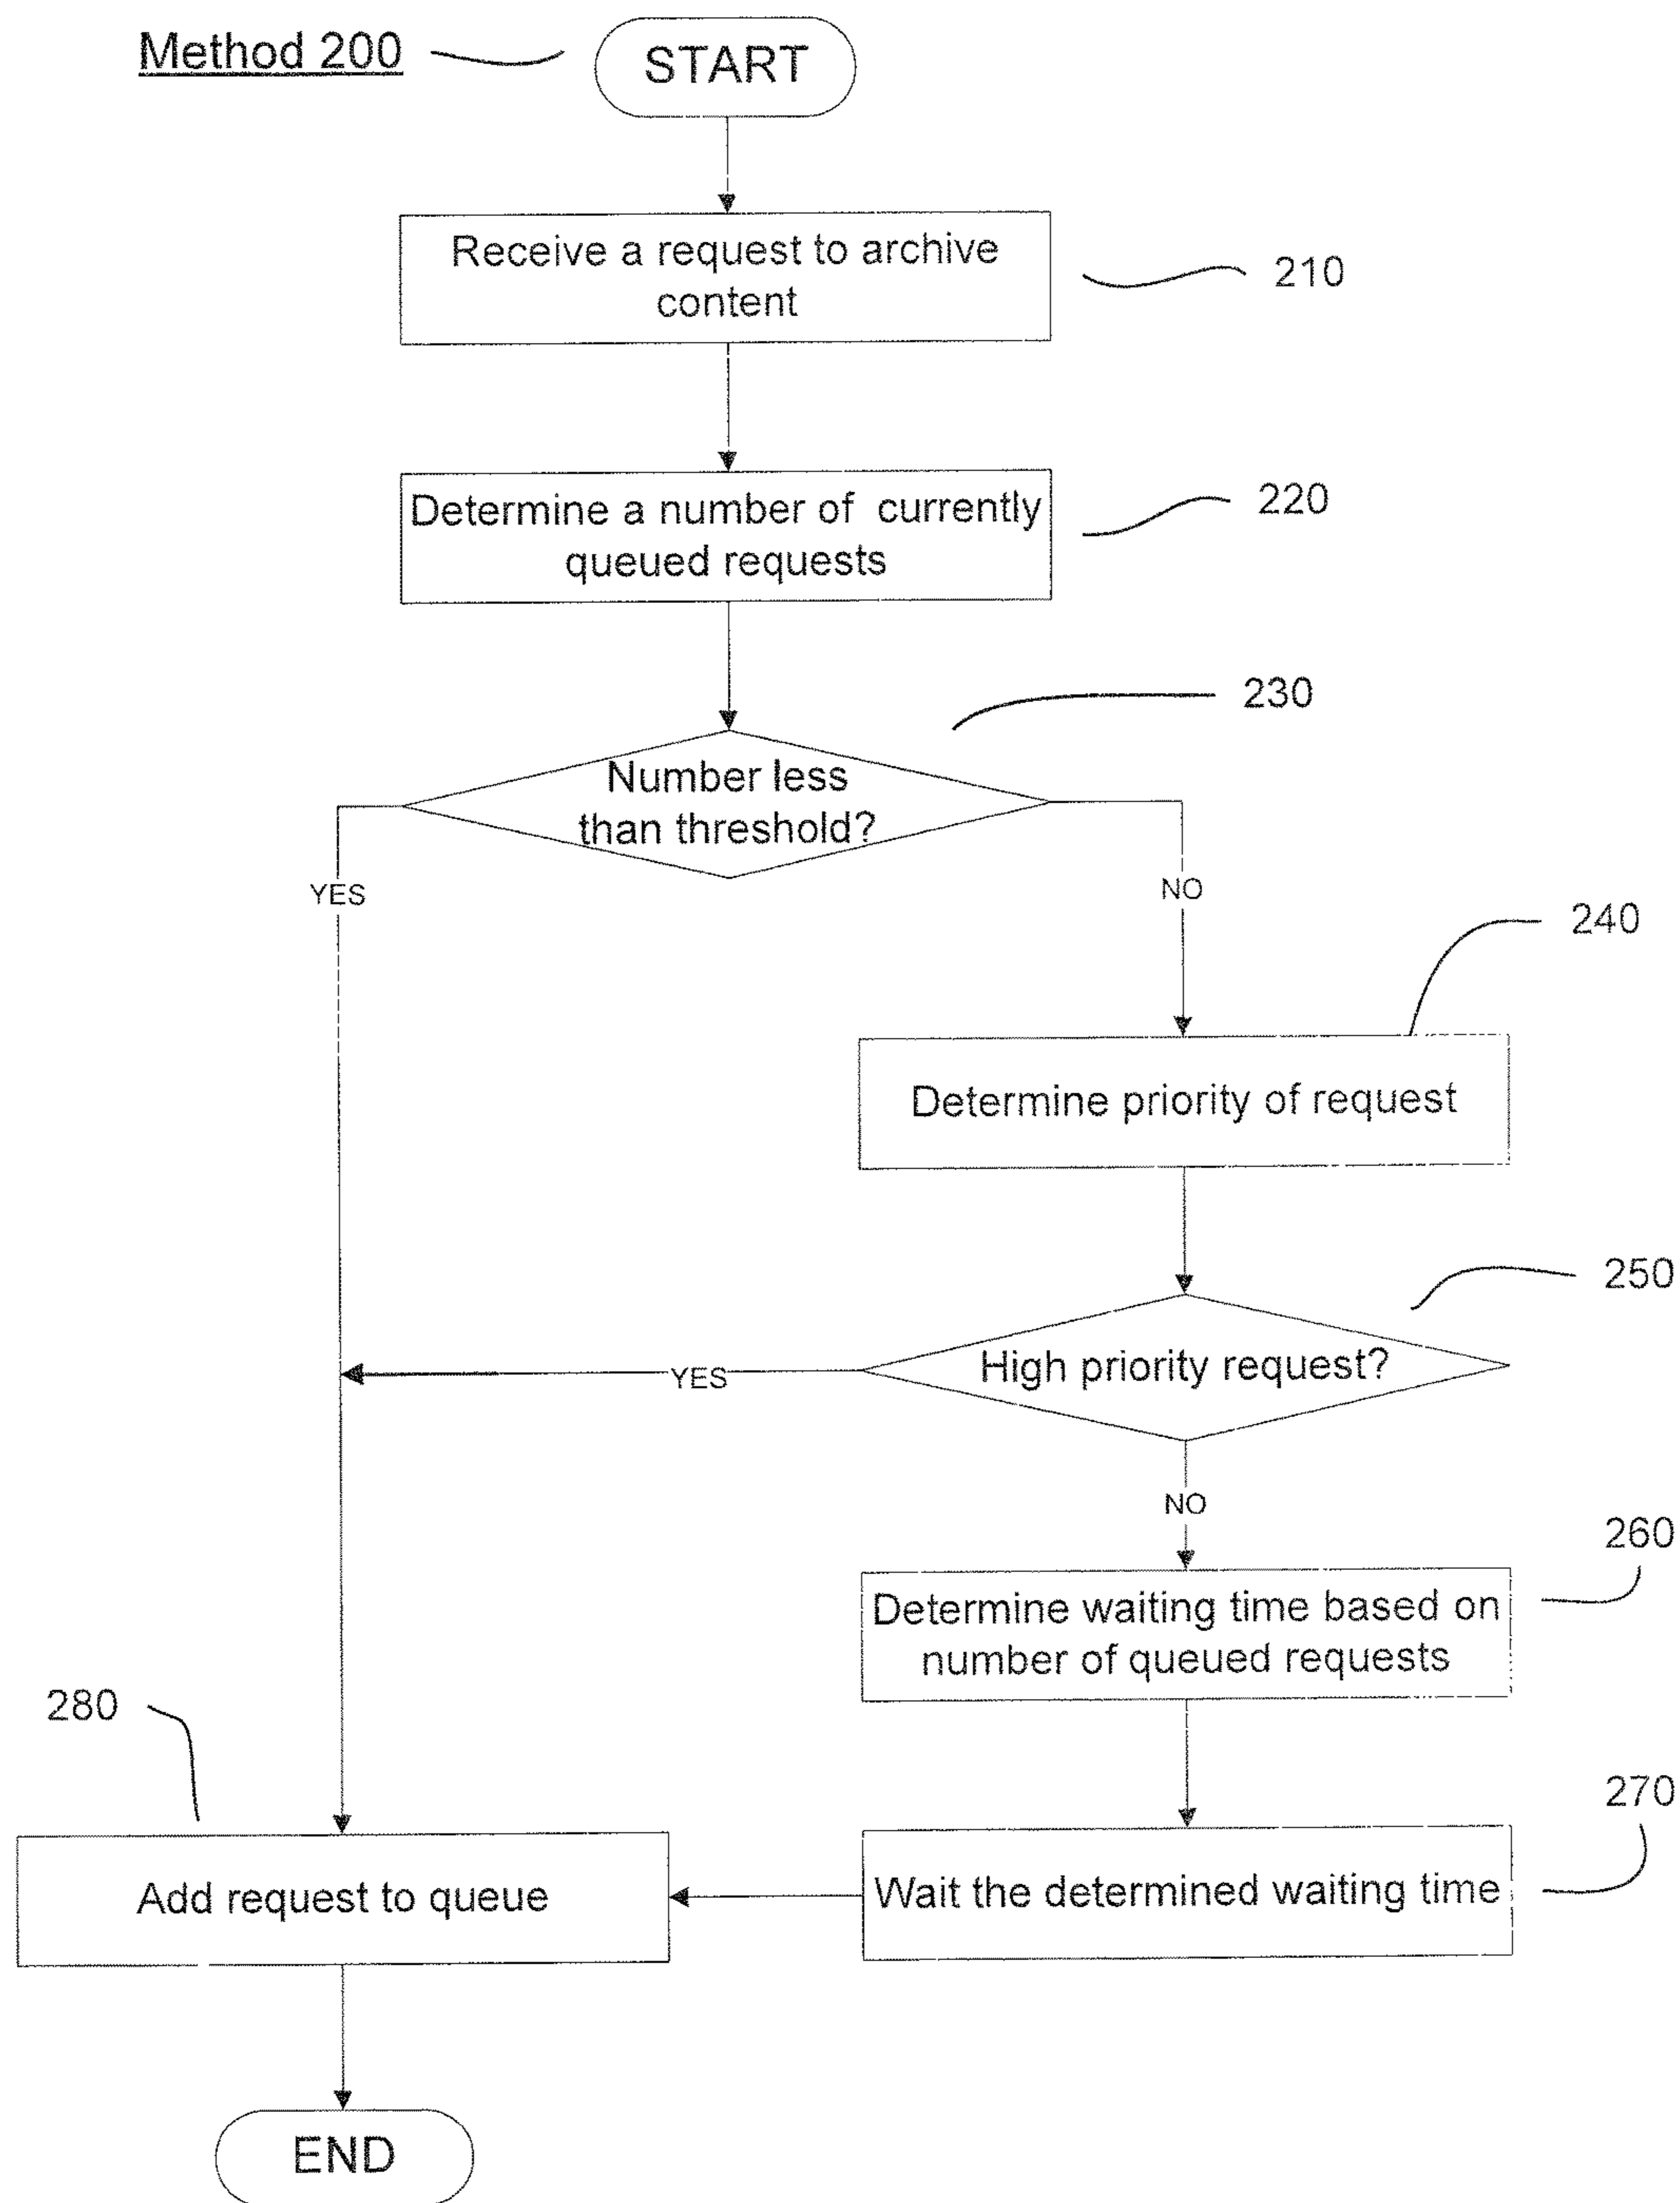 Method 200
START
Receive a request to archive
content
210
Determine a number of currently
queued requests
220
230
Number less
than threshold?
YES
NO
240
Determine priority of request
250
High priority request?
YES
NO
260
Determine waiting time based on
number of queued requests
280
270
Add request to queue
Wait the determined waiting time
END